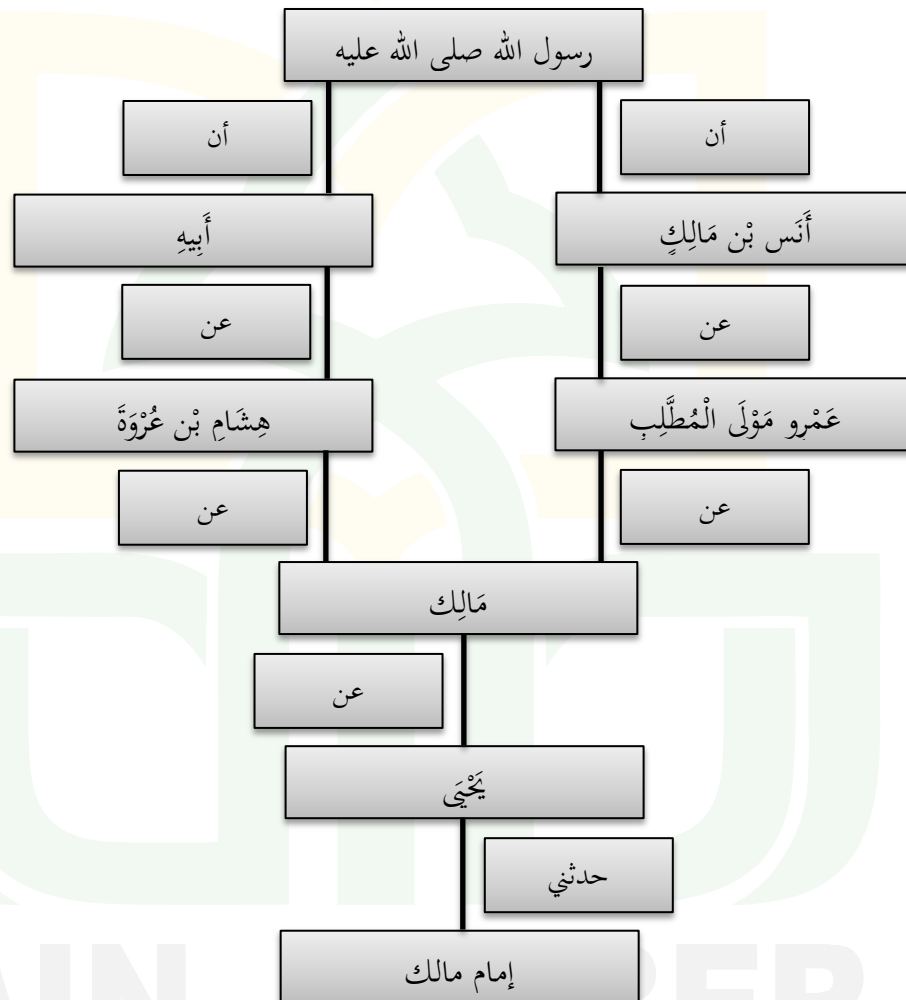 رسول الله صلى الله عليه
أن
أن
أَنَس بْن مَالِكٍ
أَبِيهِ
عن
عن
عَمْرو مَوْلَى الْمُطَّلِبِ
هِشَامِ بْن عُرْوَةَ
عن
عن
مَالِك
عن
يَحْيَى
حدثني
إمام مالك